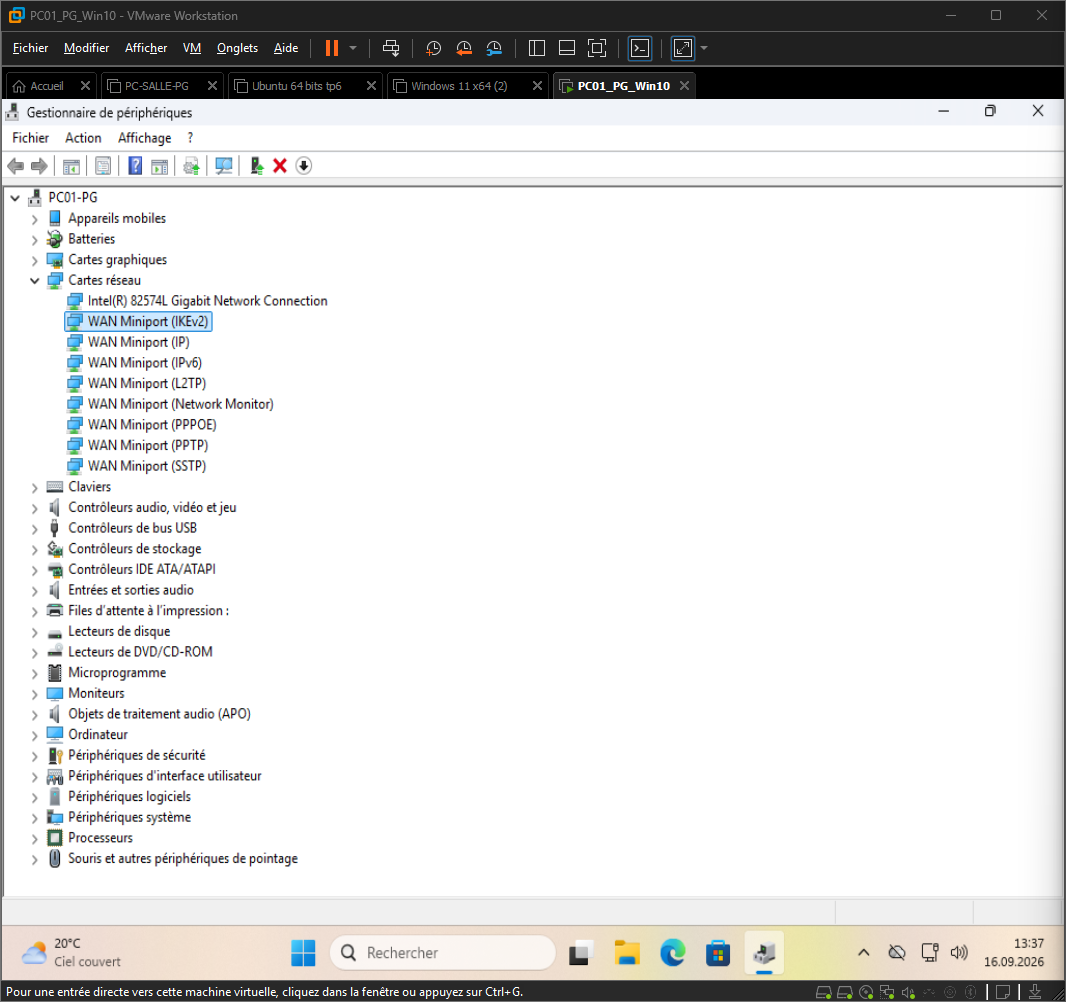 PC01_PG_Win10 - VMware Workstation
Fichier Modifier Afficher VM Onglets Aide
Accueil PC-SALLE-PG Ubuntu 64 bits tp6 Windows 11 x64 (2) PC01_PG_Win10
Gestionnaire de périphériques
Fichier Action Affichage ?
PC01-PG
Appareils mobiles
Batteries
Cartes graphiques
Cartes réseau
Intel(R) 82574L Gigabit Network Connection
WAN Miniport (IKEv2)
WAN Miniport (IP)
WAN Miniport (IPv6)
WAN Miniport (L2TP)
WAN Miniport (Network Monitor)
WAN Miniport (PPPOE)
WAN Miniport (PPTP)
WAN Miniport (SSTP)
Claviers
Contrôleurs audio, vidéo et jeu
Contrôleurs de bus USB
Contrôleurs de stockage
Contrôleurs IDE ATA/ATAPI
Entrées et sorties audio
Files d'attente à l'impression :
Lecteurs de disque
Lecteurs de DVD/CD-ROM
Microprogramme
Moniteurs
Objets de traitement audio (APO)
Ordinateur
Périphériques de sécurité
Périphériques d'interface utilisateur
Périphériques logiciels
Périphériques système
Processeurs
Souris et autres périphériques de pointage
20°C
Ciel couvert
Rechercher
13:37
16.09.2026
Pour une entrée directe vers cette machine virtuelle, cliquez dans la fenêtre ou appuyez sur Ctrl+G.